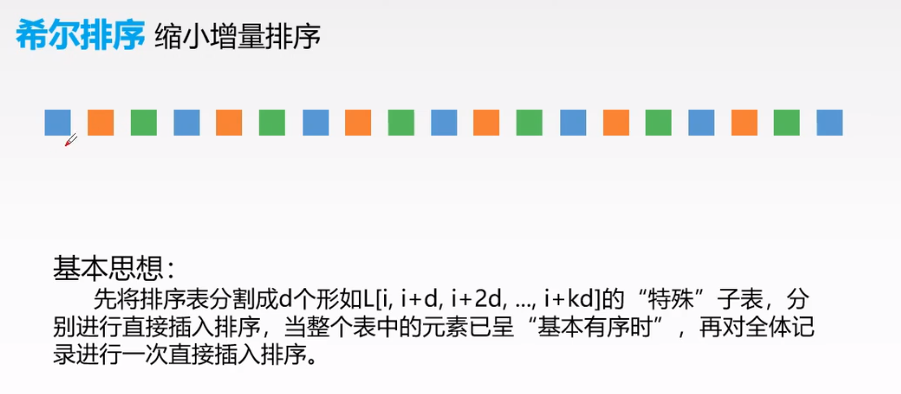 希尔排序 缩小增量排序
基本思想：
先将排序表分割成d个形如L[i, i+d, i+2d, ..., i+kd]的“特殊”子表，分
别进行直接插入排序，当整个表中的元素已呈“基本有序时”，再对全体记
录进行一次直接插入排序。